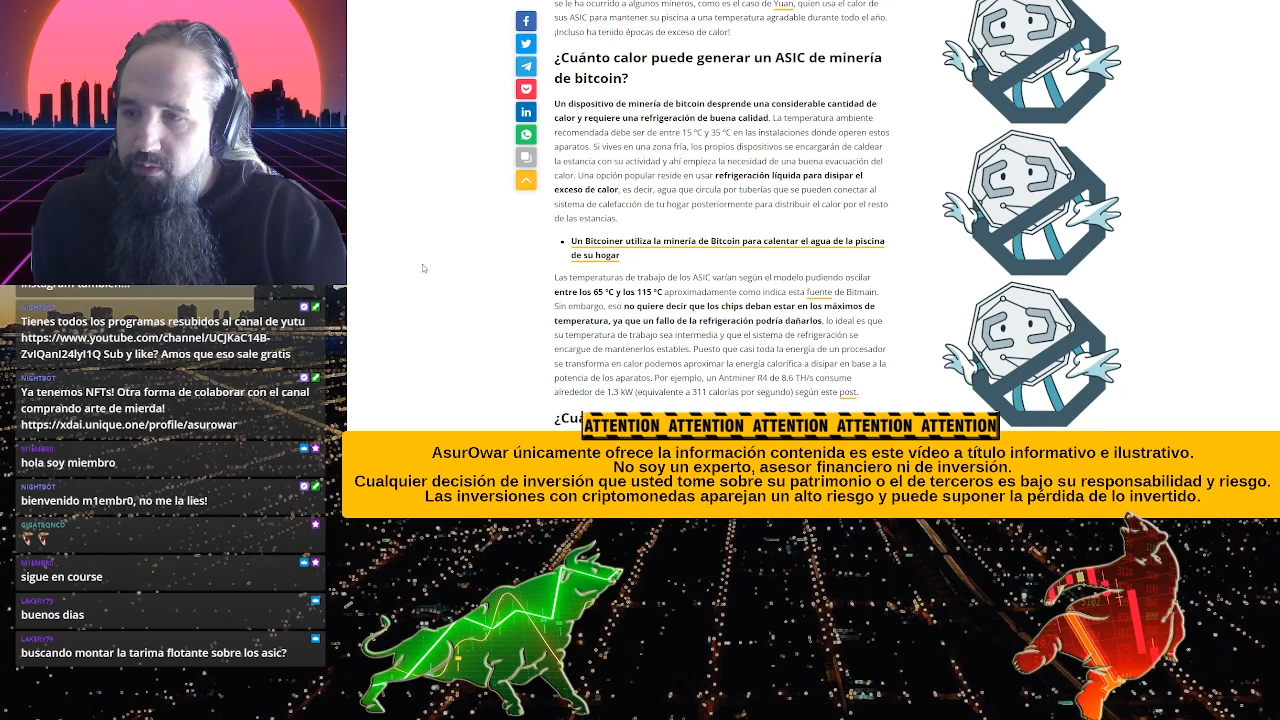 se le ha ocurrido a algunos mineros, como es el caso de Yuan, quien usa el calor de
sus ASIC para mantener su piscina a una temperatura agradable durante todo el año.
¡Incluso ha tenido épocas de exceso de calor!
¿Cuánto calor puede generar un ASIC de minería
de bitcoin?
Un dispositivo de minería de bitcoin desprende una considerable cantidad de
calor y requiere una refrigeración de buena calidad. La temperatura ambiente
recomendada debe ser de entre 15 ºC y 35 ºC en las instalaciones donde operen estos
aparatos. Si vives en una zona fría, los propios dispositivos se encargarán de caldear
la estancia con su actividad y ahí empieza la necesidad de una buena evacuación del
calor. Una opción popular reside en usar refrigeración líquida para disipar el
exceso de calor, es decir, agua que circula por tuberías que se pueden conectar al
sistema de calefacción de tu hogar posteriormente para distribuir el calor por el resto
de las estancias.
Un Bitcoiner utiliza la minería de Bitcoin para calentar el agua de la piscina
de su hogar
Las temperaturas de trabajo de los ASIC varían según el modelo pudiendo oscilar
entre los 65 ºC y los 115 ºC aproximadamente como indica esta fuente de Bitmain.
Sin embargo, eso no quiere decir que los chips deban estar en los máximos de
temperatura, ya que un fallo de la refrigeración podría dañarlos, lo ideal es que
su temperatura de trabajo sea intermedia y que el sistema de refrigeración se
encargue de mantenerlos estables. Puesto que casi toda la energía de un procesador
se transforma en calor podemos aproximar la energía calorífica a disipar en base a la
potencia de los aparatos. Por ejemplo, un Antminer R4 de 8.6 TH/s consume
alrededor de 1.3 kW (equivalente a 311 calorías por segundo) según este post.
ATTENTION ATTENTION ATTENTION ATTENTION ATTENTION
AsurOwar únicamente ofrece la información contenida es este vídeo a título informativo e ilustrativo.
No soy un experto, asesor financiero ni de inversión.
Cualquier decisión de inversión que usted tome sobre su patrimonio o el de terceros es bajo su responsabilidad y riesgo.
Las inversiones con criptomonedas aparejan un alto riesgo y puede suponer la pérdida de lo invertido.
instagram también...
NIGHTBOT
Tienes todos los programas resubidos al canal de yutu
https://www.youtube.com/channel/UCJKaC14B-
ZvIQanI24lyI1Q Sub y like? Amos que eso sale gratis
NIGHTBOT
Ya tenemos NFTs! Otra forma de colaborar con el canal
comprando arte de mierda!
https://xdai.unique.one/profile/asurowar
M1EMBR0
hola soy miembro
NIGHTBOT
bienvenido m1embr0, no me la lies!
GIGATRONCO
M1EMBR0
sigue en course
LAKERY79
buenos dias
LAKERY79
buscando montar la tarima flotante sobre los asic?